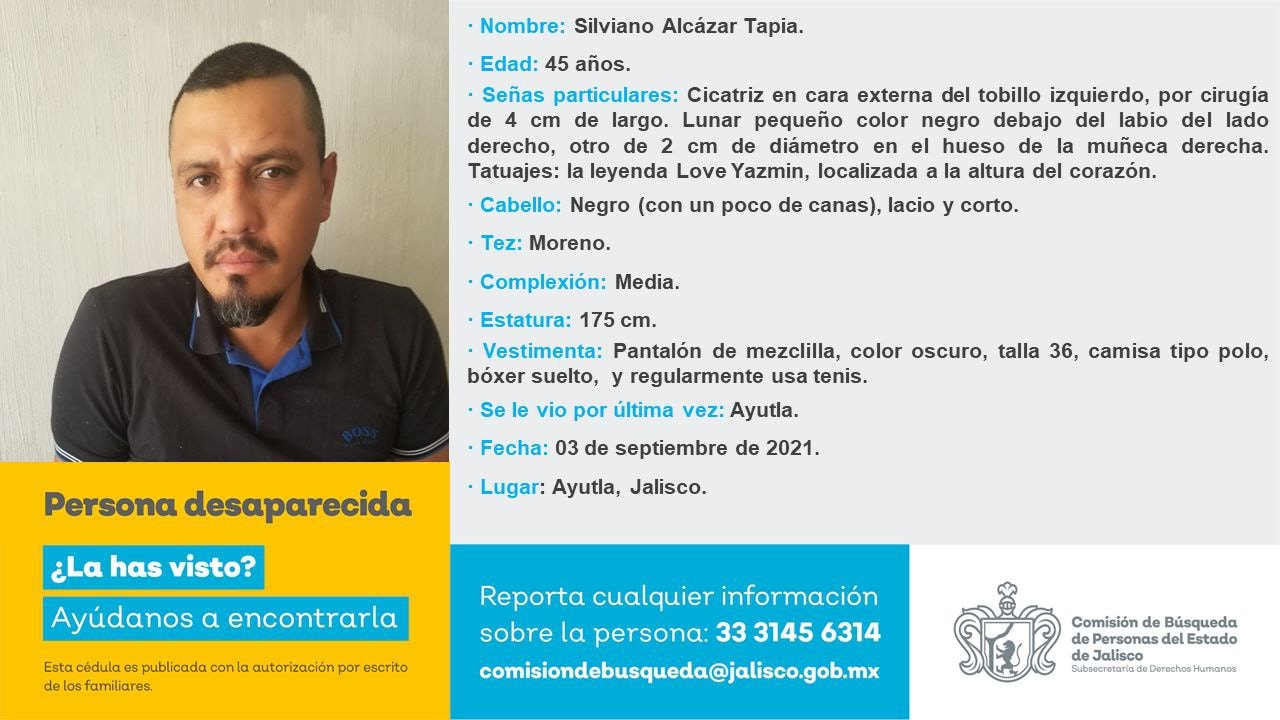 · Nombre: Silviano Alcázar Tapia.
· Edad: 45 años.
· Señas particulares: Cicatriz en cara externa del tobillo izquierdo, por cirugía
de 4 cm de largo. Lunar pequeño color negro debajo del labio del lado
derecho, otro de 2 cm de diámetro en el hueso de la muñeca derecha.
Tatuajes: la leyenda Love Yazmin, localizada a la altura del corazón.
· Cabello: Negro (con un poco de canas), lacio y corto.
· Tez: Moreno.
· Complexión: Media.
· Estatura: 175 cm.
· Vestimenta: Pantalón de mezclilla, color oscuro, talla 36, camisa tipo polo,
bóxer suelto, y regularmente usa tenis.
· Se le vio por última vez: Ayutla.
· Fecha: 03 de septiembre de 2021.
· Lugar: Ayutla, Jalisco.
BOSS
Persona desaparecida
¿La has visto?
Ayúdanos a encontrarla
Esta cédula es publicada con la autorización por escrito
de los familiares.
Reporta cualquier información
sobre la persona: 33 3145 6314
comisiondebusqueda@jalisco.gob.mx
Comisión de Búsqueda
de Personas del Estado
de Jalisco
Subsecretaría de Derechos Humanos